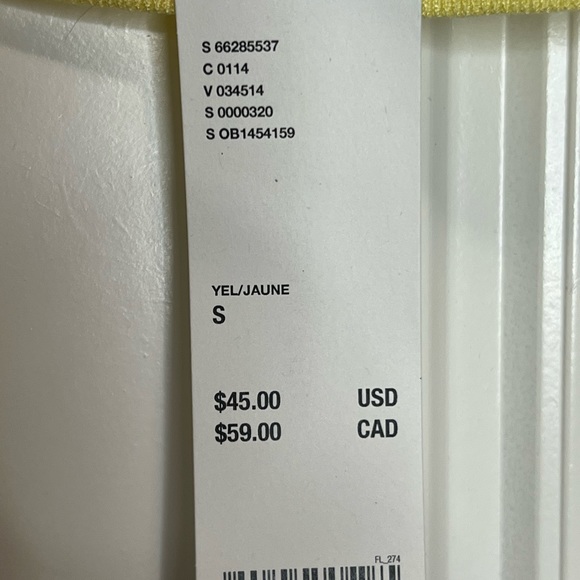 S 66285537
C 0114
V 034514
S 0000320
S OB1454159
YEL/JAUNE
S
$45.00 USD
$59.00 CAD
FL_274